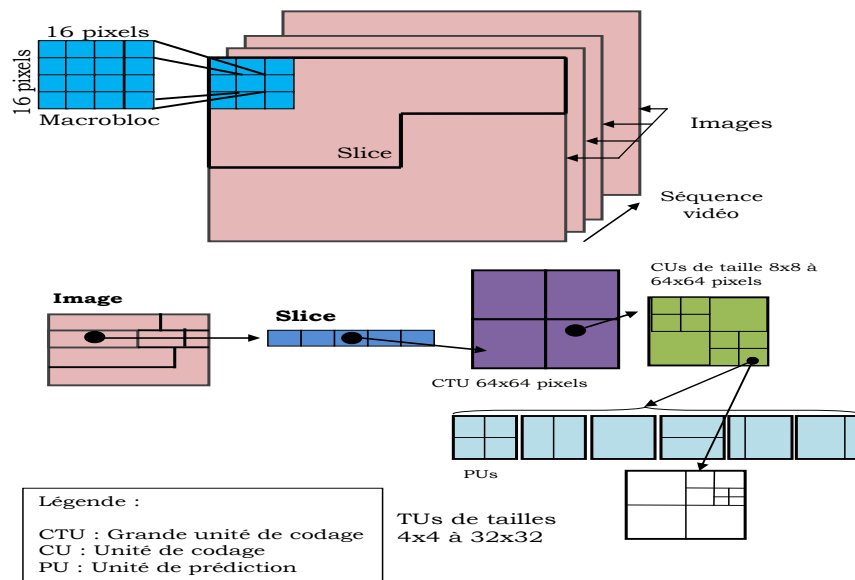 16 pixels
16 pixels
Macrobloc
Slice
Images
Séquence
vidéo
CUs de taille 8x8 à
64x64 pixels
Image
Slice
CTU 64x64 pixels
PUs
Légende :
CTU : Grande unité de codage
CU : Unité de codage
PU : Unité de prédiction
TUs de tailles
4x4 à 32x32